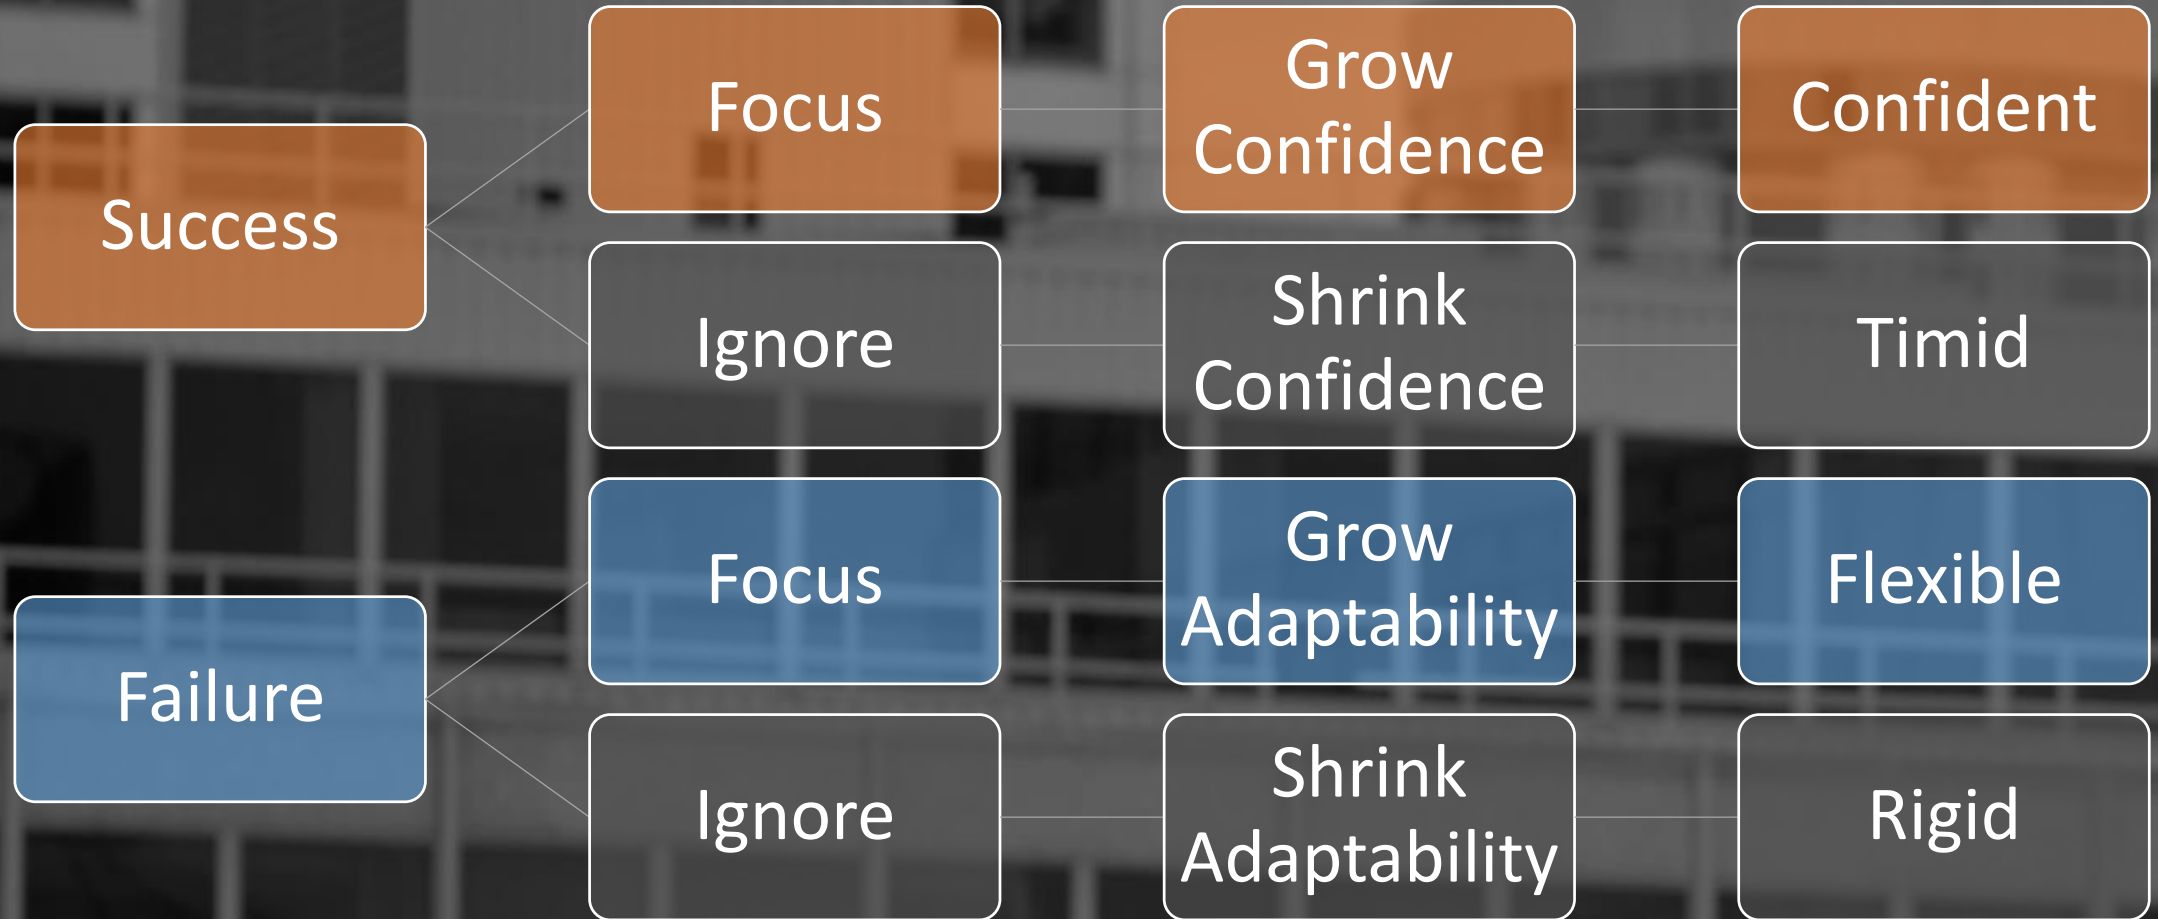 Success
Focus
Grow
Confidence
Confident
Ignore
Shrink
Confidence
Timid
Failure
Focus
Grow
Adaptability
Flexible
Ignore
Shrink
Adaptability
Rigid